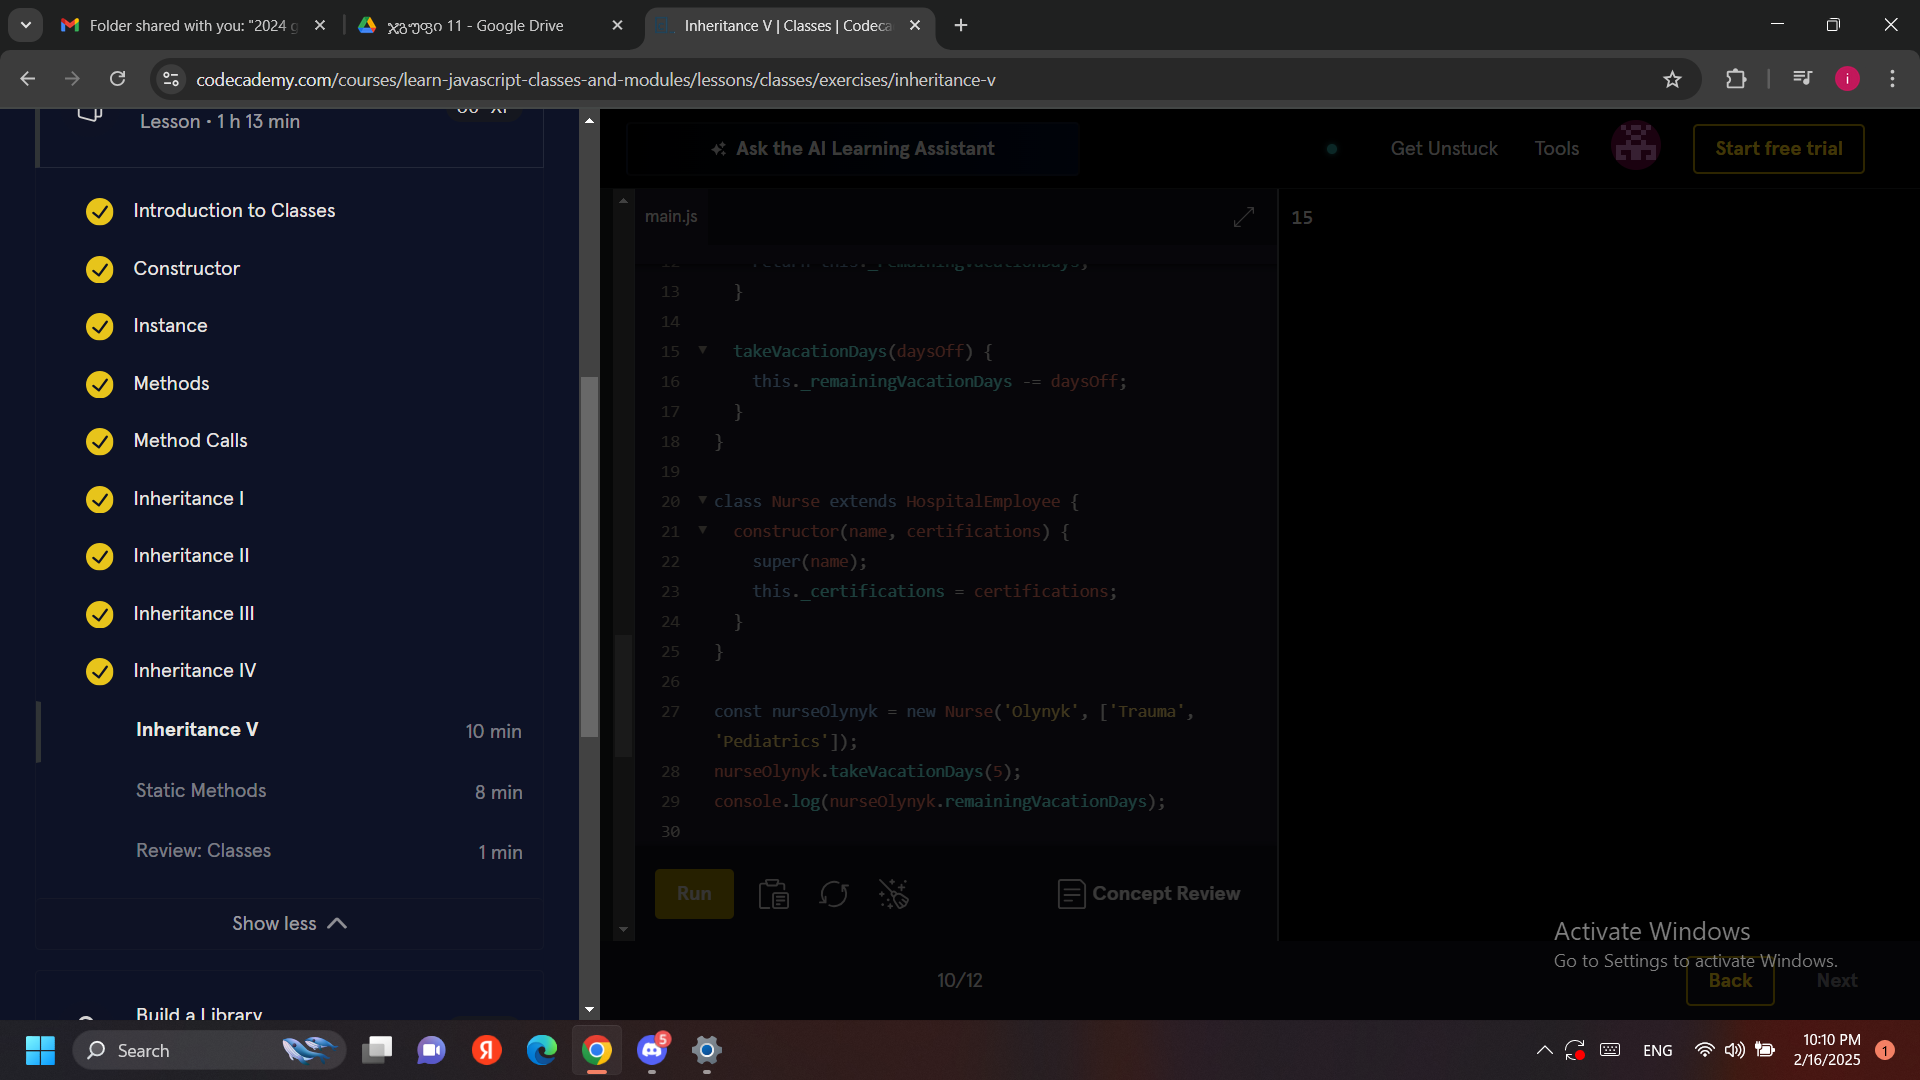 Folder shared with you: "2024 g
ჯგუფი 11 - Google Drive
Inheritance V | Classes | Codeca
codecademy.com/courses/learn-javascript-classes-and-modules/lessons/classes/exercises/inheritance-v
i
Lesson • 1 h 13 min
Introduction to Classes
Constructor
Instance
Methods
Method Calls
Inheritance I
Inheritance II
Inheritance III
Inheritance IV
Inheritance V
10 min
Static Methods
8 min
Review: Classes
1 min
Show less
Build a Library
Ask the AI Learning Assistant
Get Unstuck
Tools
Start free trial
main.js
12 return this._remainingVacationDays;
13 }
14
15 takeVacationDays(daysOff) {
16 this._remainingVacationDays -= daysOff;
17 }
18 }
19
20 class Nurse extends HospitalEmployee {
21 constructor(name, certifications) {
22 super(name);
23 this._certifications = certifications;
24 }
25 }
26
27 const nurseOlynyk = new Nurse('Olynyk', ['Trauma',
'Pediatrics']);
28 nurseOlynyk.takeVacationDays(5);
29 console.log(nurseOlynyk.remainingVacationDays);
30
15
Run
Concept Review
10/12
Back
Next
Activate Windows
Go to Settings to activate Windows.
Search
Я
5
ENG
10:10 PM
2/16/2025
1